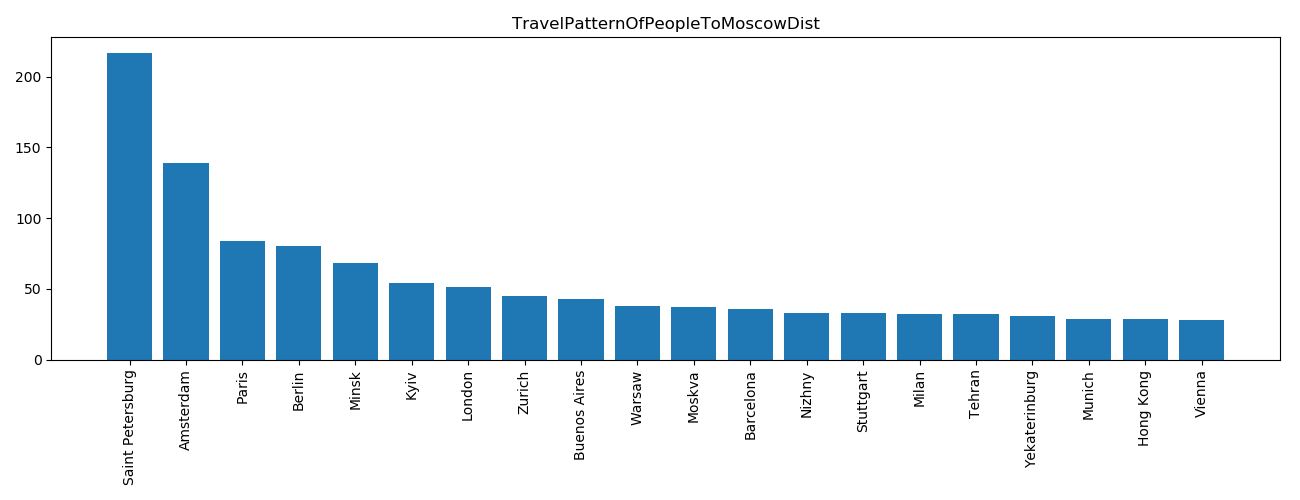 TravelPatternOfPeopleToMoscowDist
200
150
100
50
0
Saint Petersburg
Amsterdam
Paris
Berlin
Minsk
Kyiv
London
Zurich
Buenos Aires
Warsaw
Moskva
Barcelona
Nizhny
Stuttgart
Milan
Tehran
Yekaterinburg
Munich
Hong Kong
Vienna